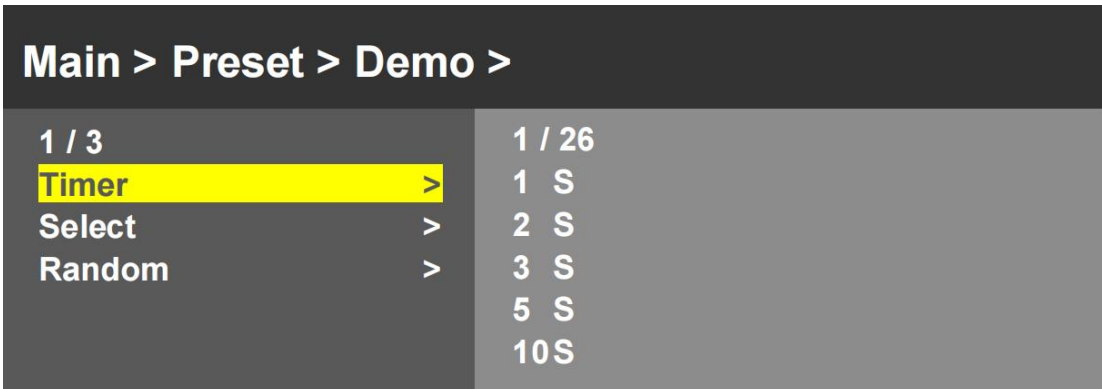 Main > Preset > Demo >
1 / 3
Timer >
Select >
Random >
1 / 26
1 S
2 S
3 S
5 S
10S